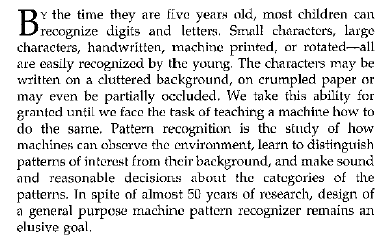 BY the time they are five years old, most children can
recognize digits and letters. Small characters, large
characters, handwritten, machine printed, or rotated—all
are easily recognized by the young. The characters may be
written on a cluttered background, on crumpled paper or
may even be partially occluded. We take this ability for
granted until we face the task of teaching a machine how to
do the same. Pattern recognition is the study of how
machines can observe the environment, learn to distinguish
patterns of interest from their background, and make sound
and reasonable decisions about the categories of the
patterns. In spite of almost 50 years of research, design of
a general purpose machine pattern recognizer remains an
elusive goal.